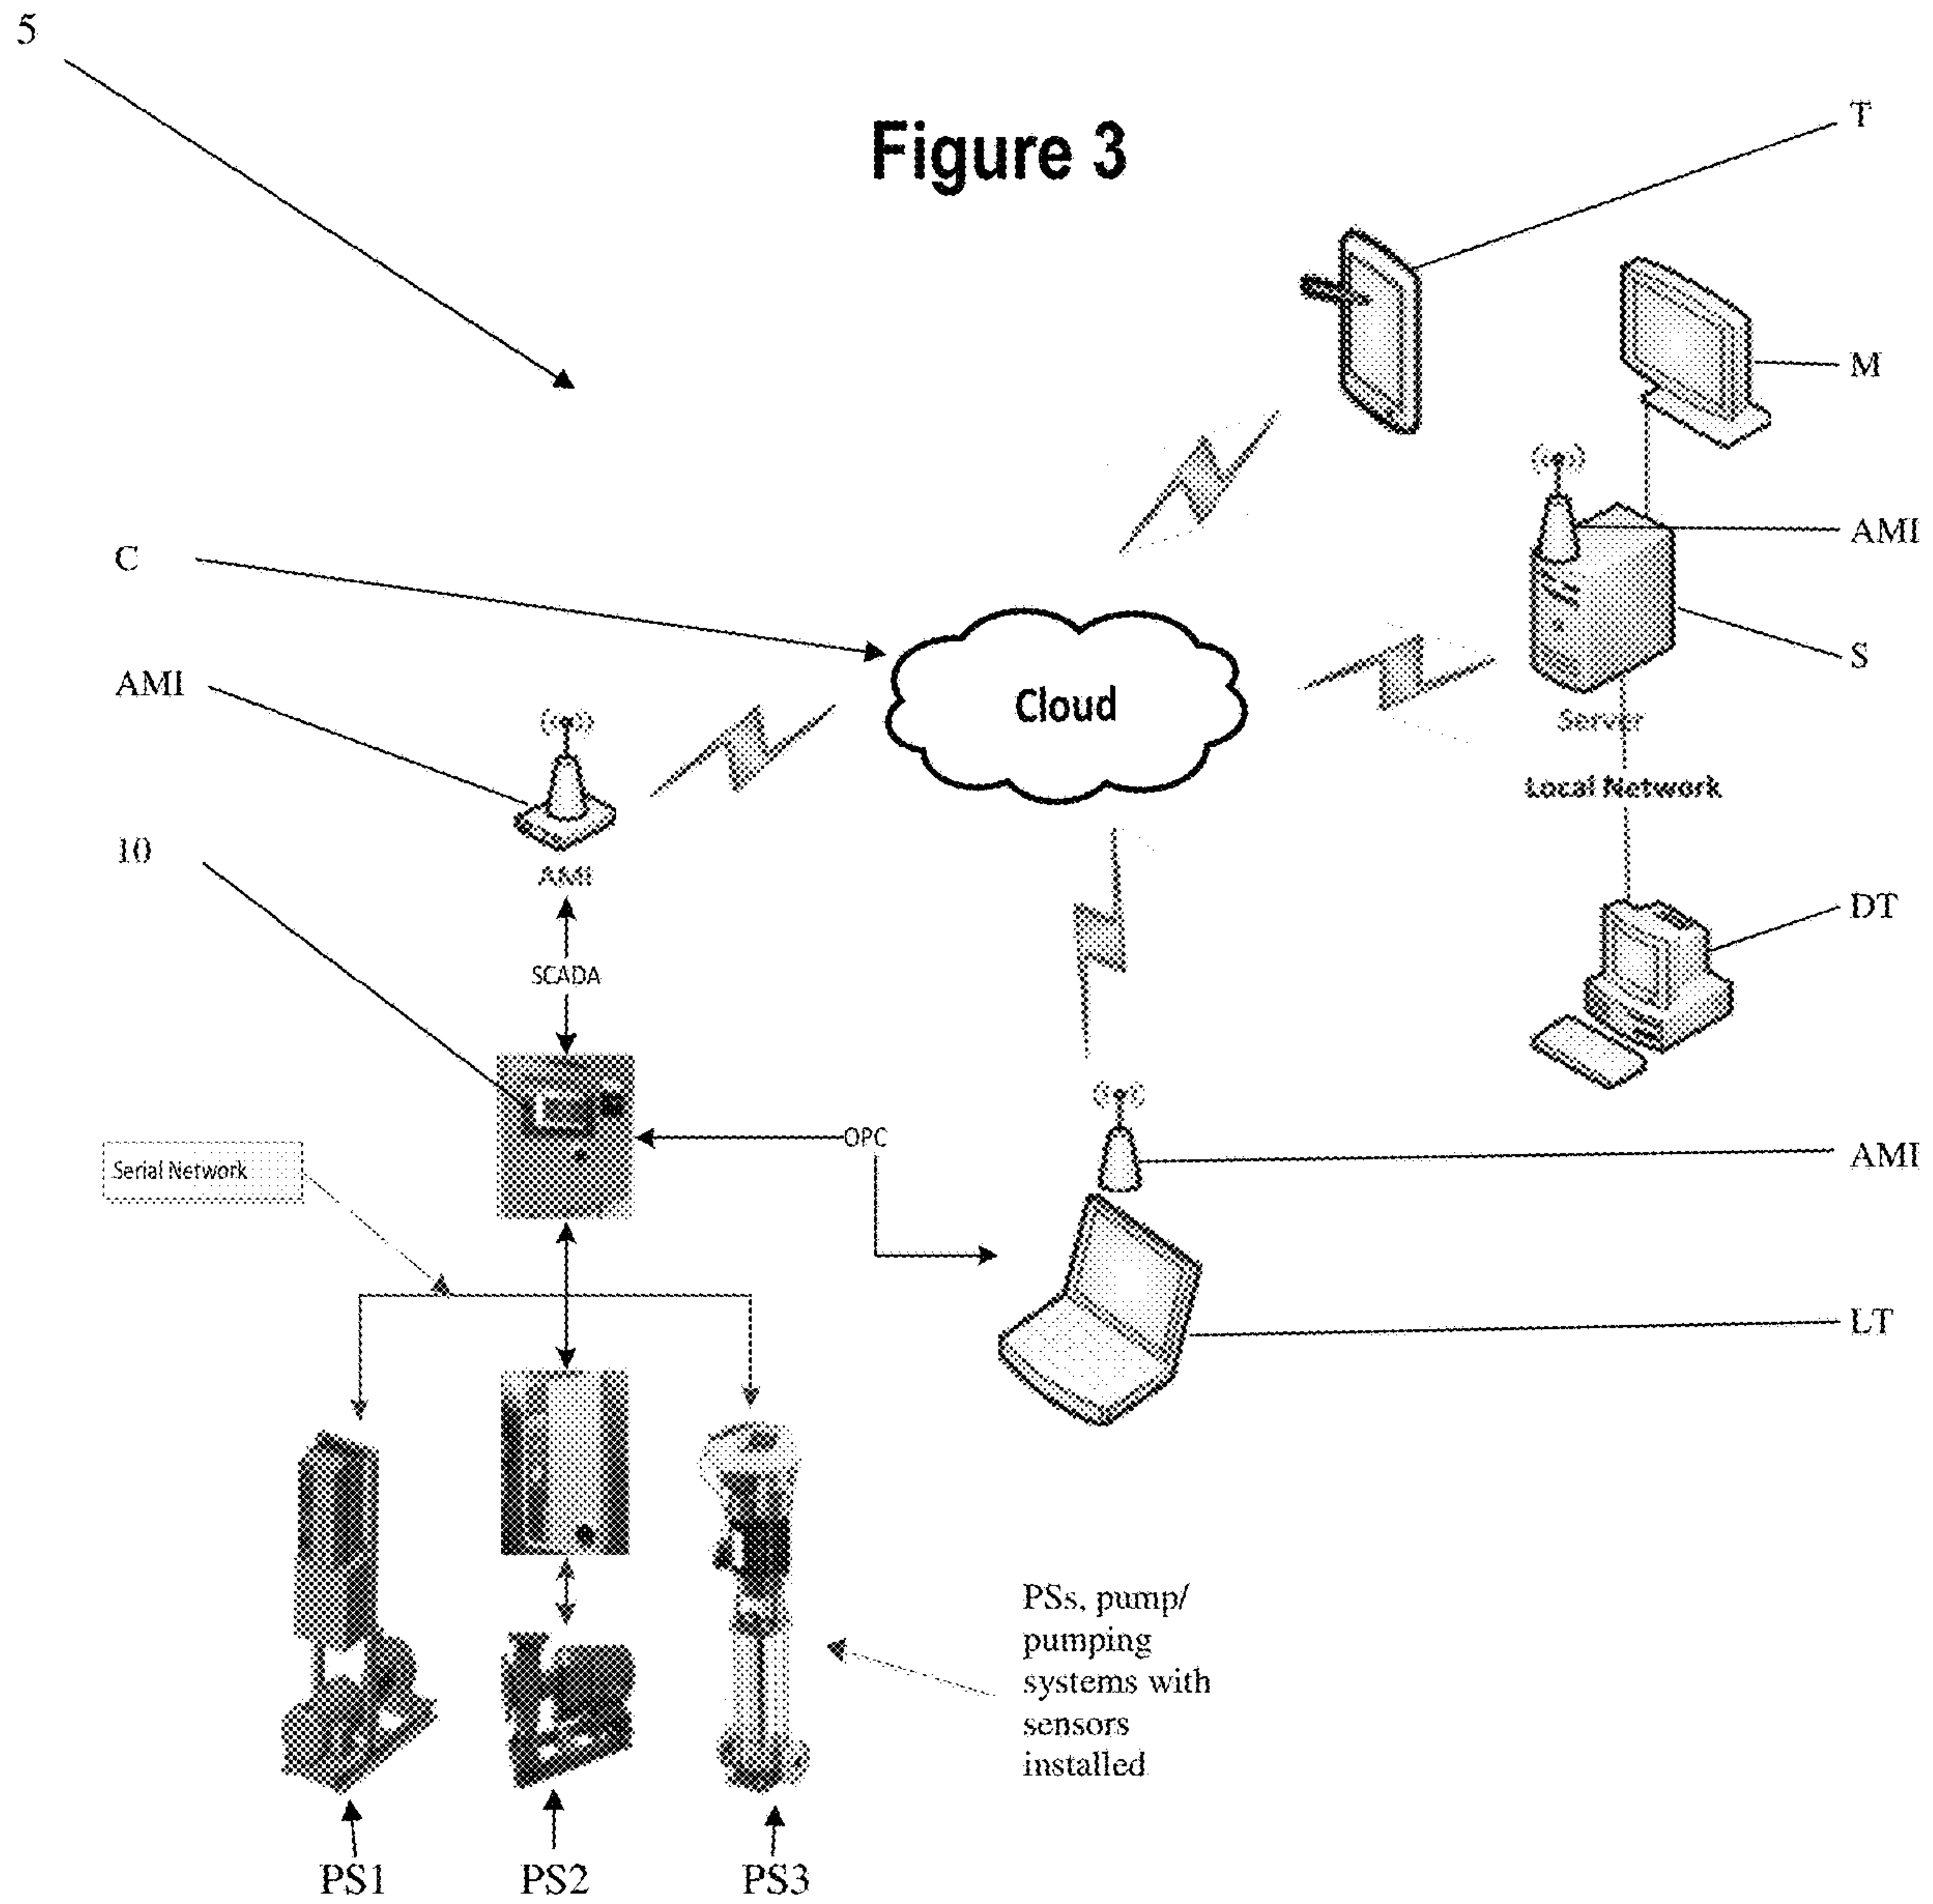 5
Figure 3
T
M
AMI
C
S
Cloud
AMI
Server
Local Network
10
AMI
DT
SCADA
OPC
AMI
Serial Network
LT
PSs, pump/
pumping
systems with
sensors
installed
PS1
PS2
PS3